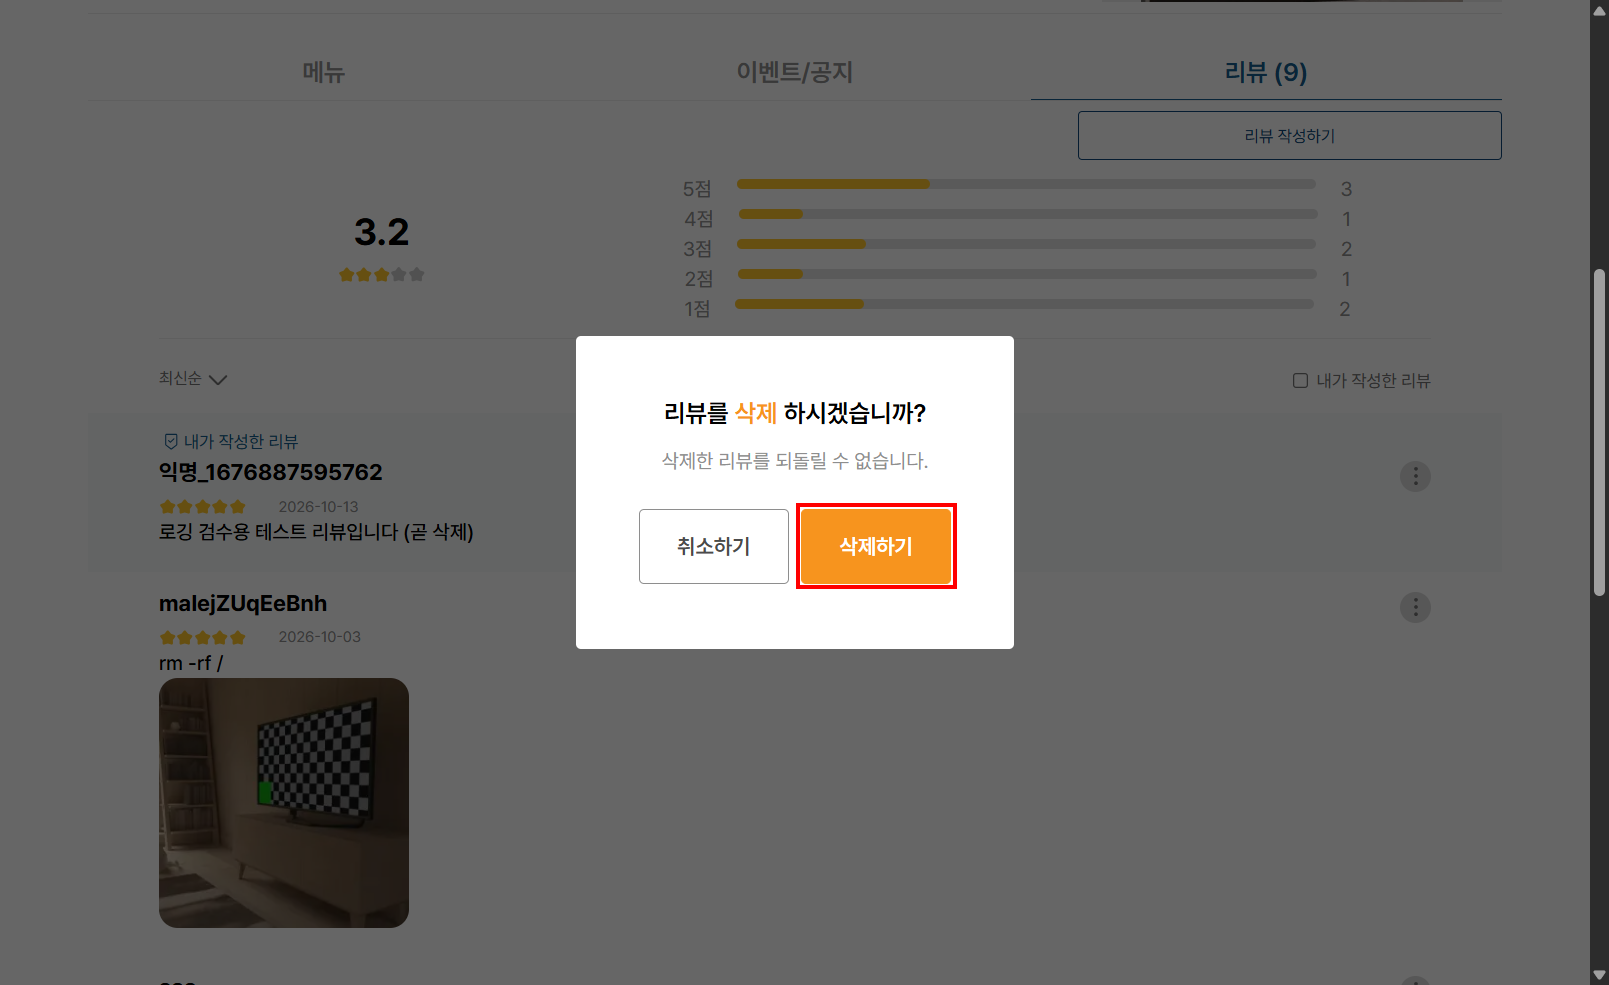 메뉴
이벤트/공지
리뷰 (9)
리뷰 작성하기
3.2
5점 3
4점 1
3점 2
2점 1
1점 2
최신순
내가 작성한 리뷰
리뷰를 삭제 하시겠습니까?
삭제한 리뷰를 되돌릴 수 없습니다.
취소하기
삭제하기
내가 작성한 리뷰
익명_1676887595762
2026-10-13
로깅 검수용 테스트 리뷰입니다 (곧 삭제)
malejZUqEeBnh
2026-10-03
rm -rf /